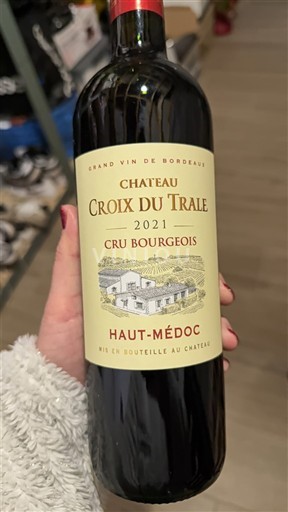 GRAND VIN DE BORDEAUX
CHATEAU
CROIX DU TRALE
2021
CRU BOURGEOIS
HAUT-MÉDOC
MIS EN BOUTEILLE AU CHATEAU